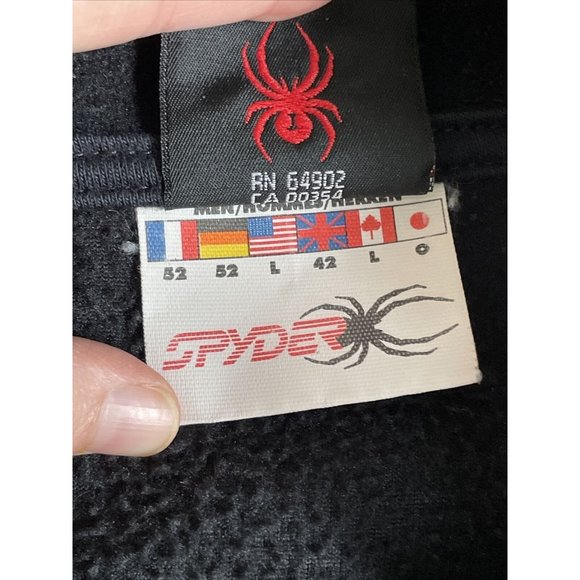 RN 64902
CA 00354
MEN/HOMMES/HERREN
52 52 L 42 L O
SPYDER